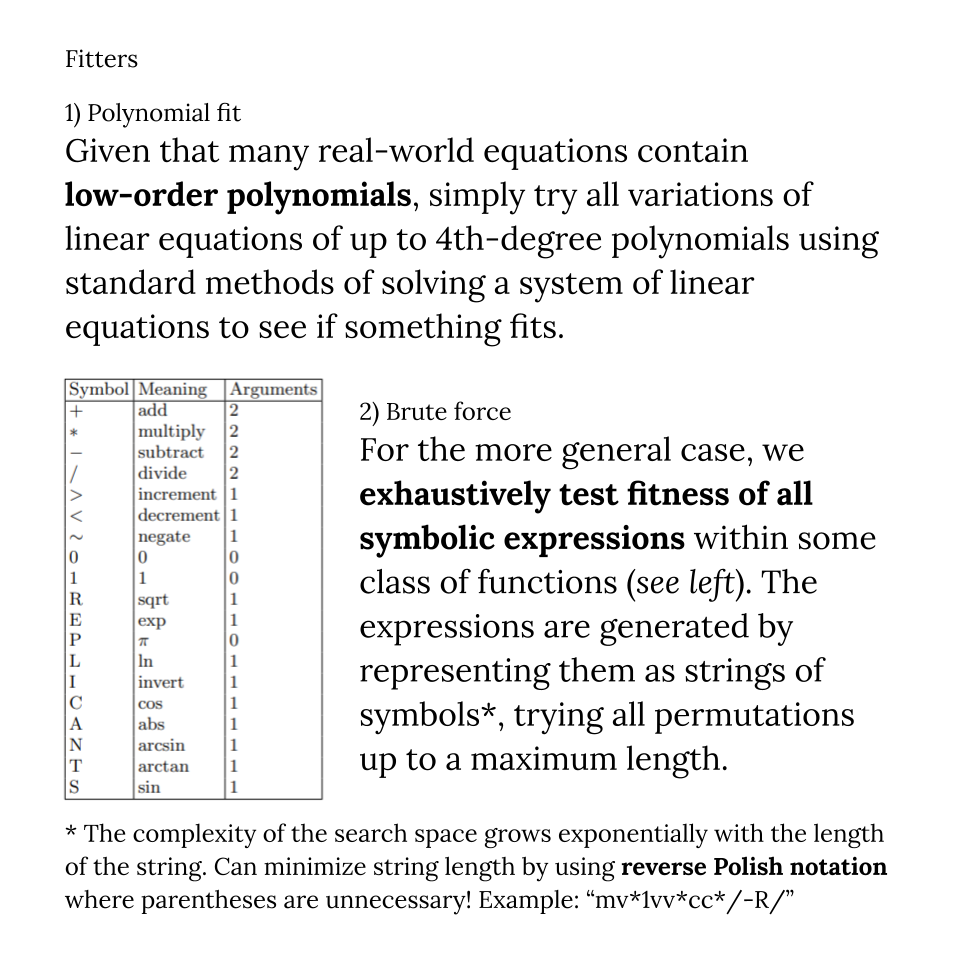 Fitters
1) Polynomial fit
Given that many real-world equations contain
low-order polynomials, simply try all variations of
linear equations of up to 4th-degree polynomials using
standard methods of solving a system of linear
equations to see if something fits.
Symbol Meaning Arguments
+ add 2
* multiply 2
− subtract 2
/ divide 2
> increment 1
< decrement 1
∼ negate 1
0 0 0
1 1 0
R sqrt 1
E exp 1
P π 0
L ln 1
I invert 1
C cos 1
A abs 1
N arcsin 1
T arctan 1
S sin 1
2) Brute force
For the more general case, we
exhaustively test fitness of all
symbolic expressions within some
class of functions (see left). The
expressions are generated by
representing them as strings of
symbols*, trying all permutations
up to a maximum length.
* The complexity of the search space grows exponentially with the length
of the string. Can minimize string length by using reverse Polish notation
where parentheses are unnecessary! Example: “mv*1vv*cc*/-R/”